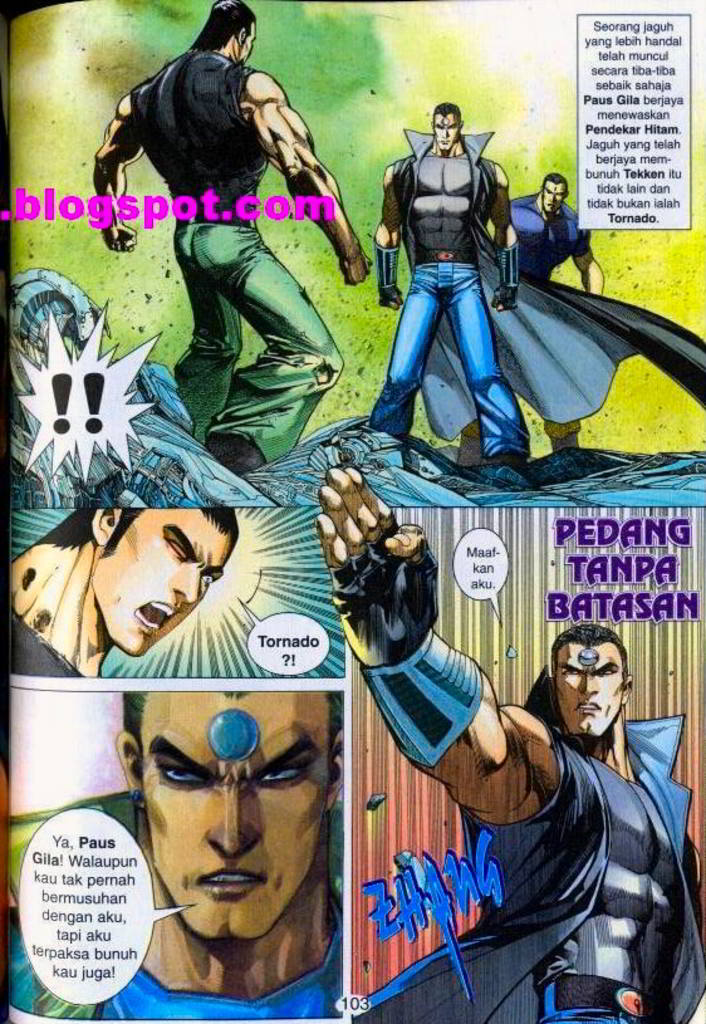 Seorang jaguh
yang lebih handal
telah muncul
secara tiba-tiba
sebaik sahaja
Paus Gila berjaya
menewaskan
Pendekar Hitam.
Jaguh yang telah
berjaya mem-
bunuh Tekken itu
tidak lain dan
tidak bukan ialah
Tornado.
.blogspot.com
!!
Tornado
?!
Maaf-
kan
aku.
PEDANG
TANPA
BATASAN
Ya, Paus
Gila! Walaupun
kau tak pernah
bermusuhan
dengan aku,
tapi aku
terpaksa bunuh
kau juga!
ZHANG
103